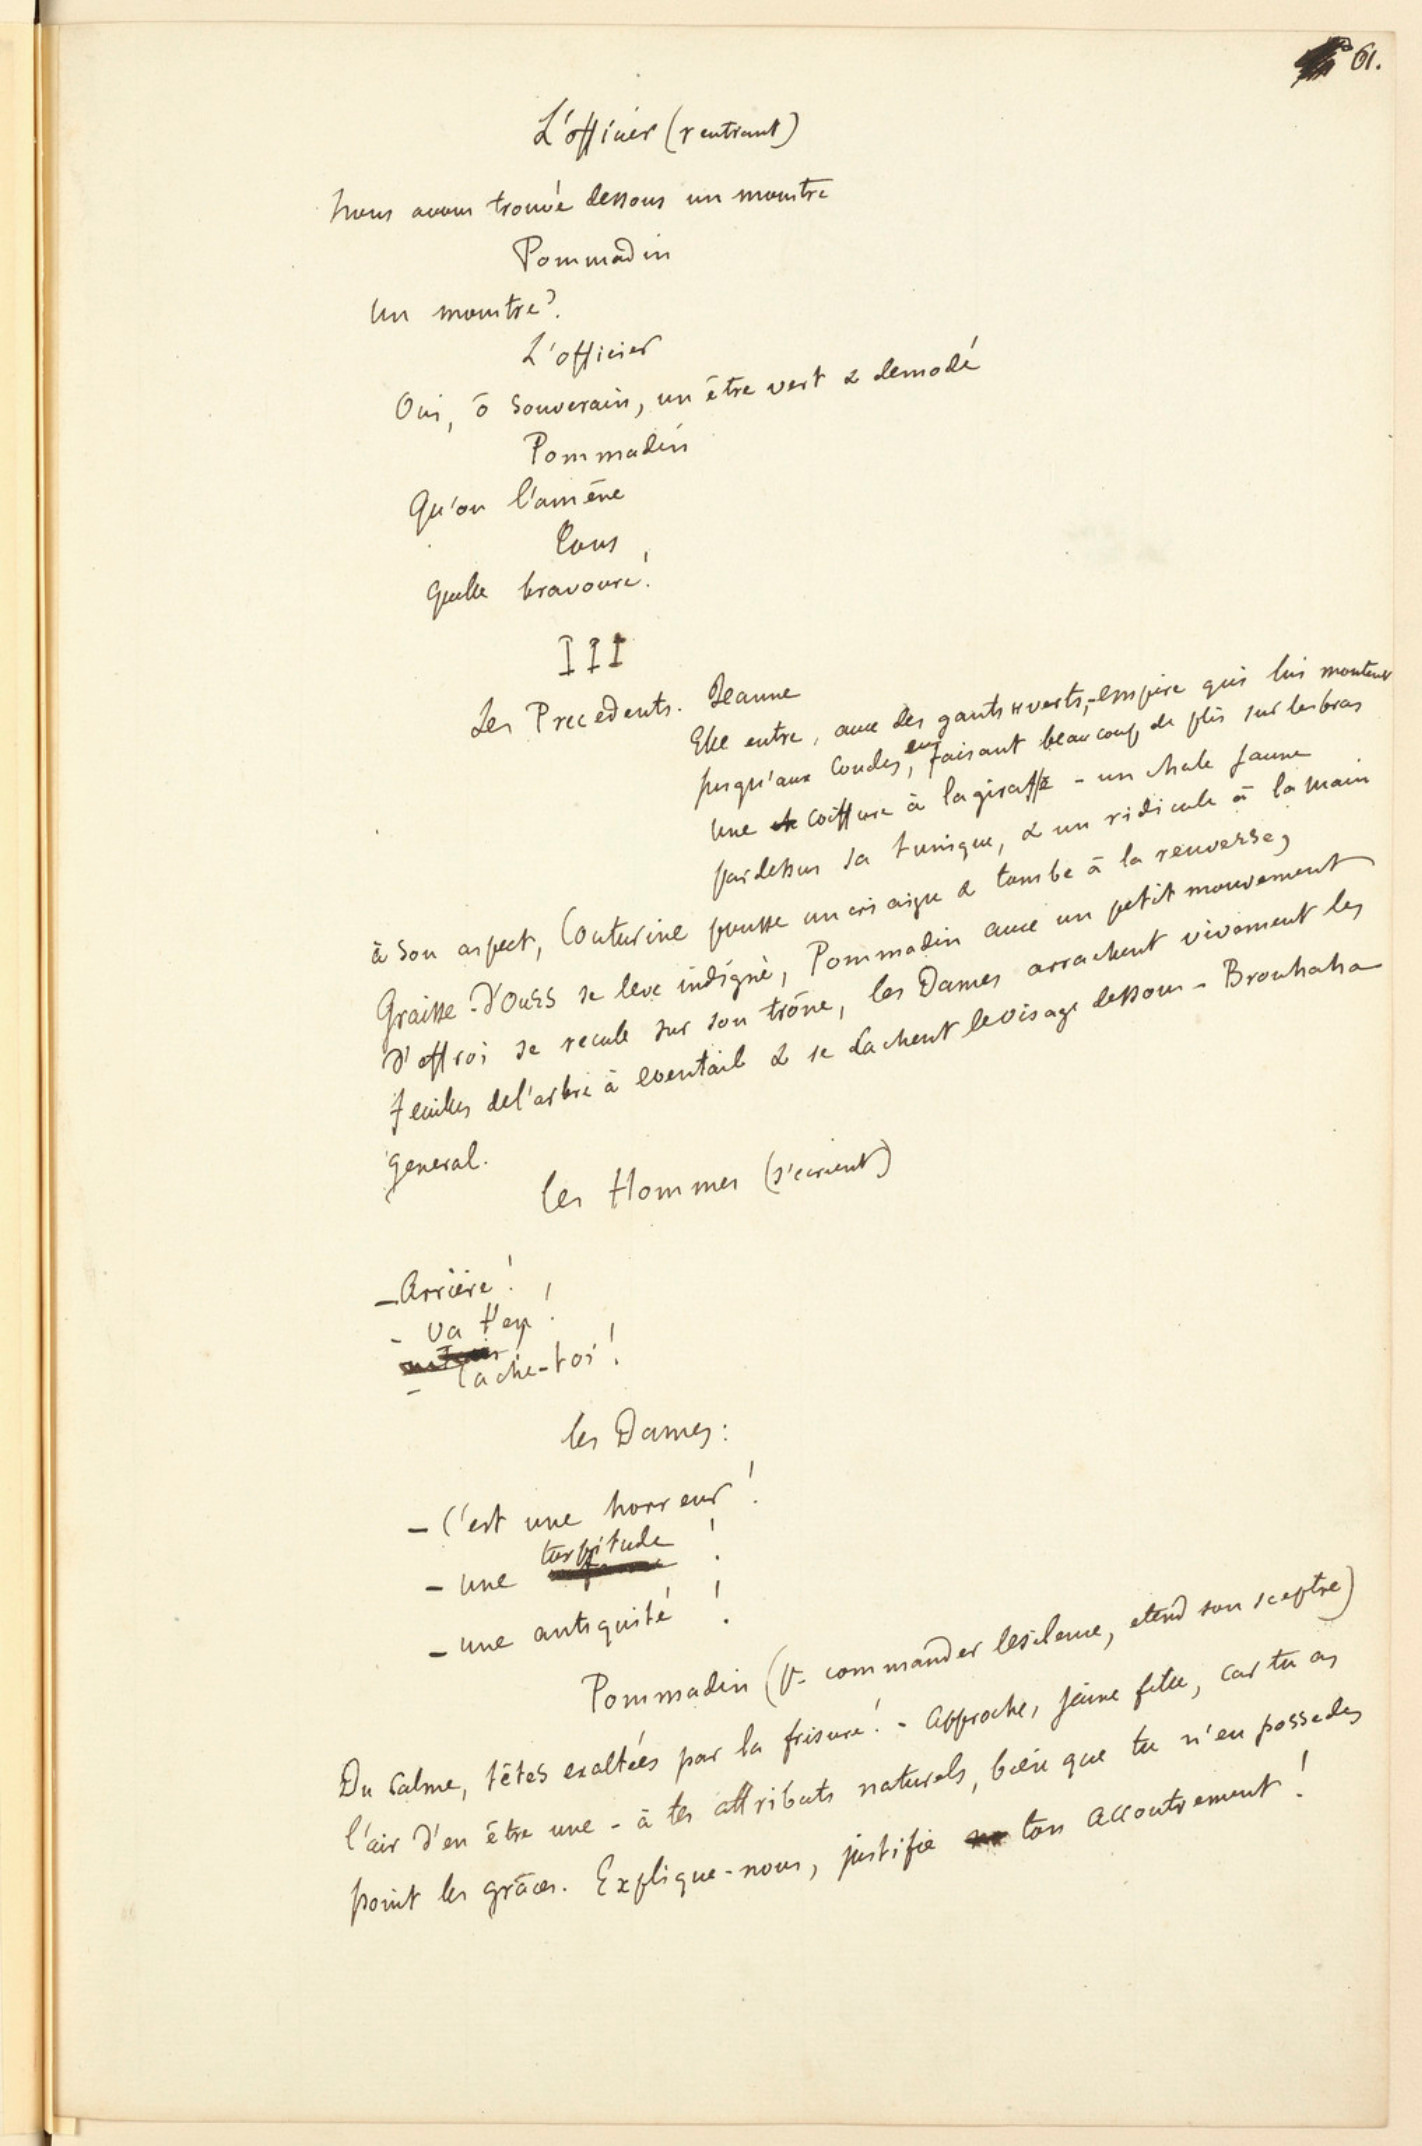 61.
L'officier (rentrant)
Nous avons trouvé dessous un monstre
Pommadin
Un monstre?
L'officier
Oui, ô Souverain, un être vert & demodé
Pommadin
Qu'on l'amène
Tous
Quelle bravoure!
III
Les Precedents. Jeanne
Elle entre, avec des gants verts, - empire qui lui montent
jusqu'aux coudes, en faisant beaucoup de plis sur les bras
une coiffure à la giraffe - un chale jaune
pardessus sa tunique, & un ridicule à la main
à son aspect, Couturine pousse un cri aigu & tombe à la renverse,
Graisse-d'ours se leve indigné, Pommadin avec un petit mouvement
d'effroi se recule sur son trône, les Dames arrachent vivement les
feuilles de l'arbre à eventail & se cachent le visage dessous - Brouhaha
general.
les Hommes (s'ecrient)
- Arrière!
- va t'en!
- cache-toi!
les Dames:
- C'est une horreur!
- une turpitude!
- une antiquité!
Pommadin (pr commander le silence, etend son sceptre)
Du calme, têtes exaltées par la frisure! - Approche, jeune fille, car tu as
l'air d'en être une - à tes attributs naturels, bien que tu n'en possedes
point les grâces. Explique-nous, justifie ton accoutrement!